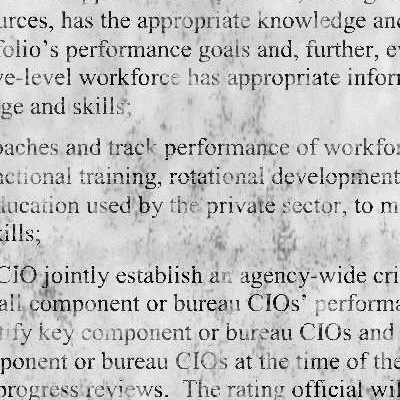 urces, has the appropriate knowledge and
folio's performance goals and, further, ev
ve-level workforce has appropriate inforn
ge and skills;
oaches and track performance of workfor
nctional training, rotational development
lucation used by the private sector, to m
kills;
CIO jointly establish an agency-wide cri
all component or bureau CIOs' performa
tify key component or bureau CIOs and
ponent or bureau CIOs at the time of the
progress reviews. The rating official wil